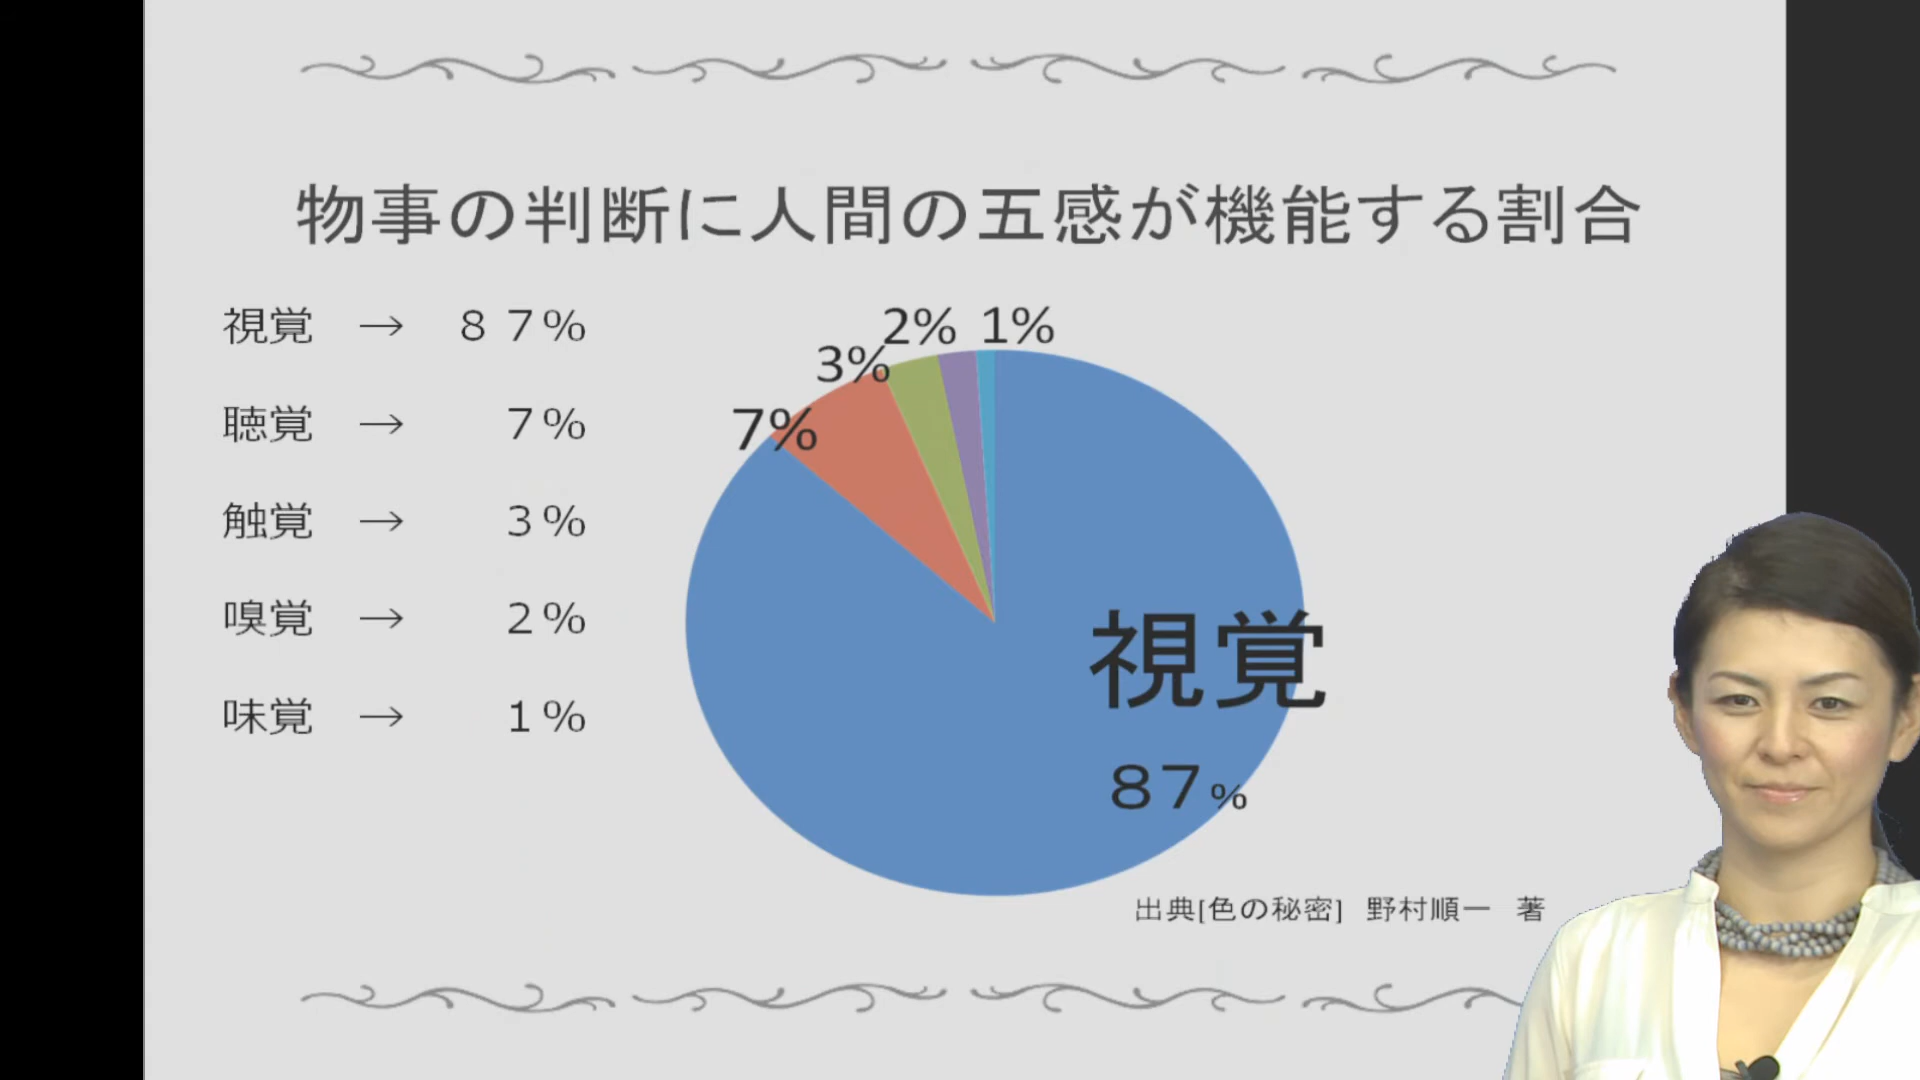 物事の判断に人間の五感が機能する割合
視覚 → ８７%
聴覚 → ７%
触覚 → ３%
嗅覚 → ２%
味覚 → １%
7%
3%
2%
1%
視覚
８７%
出典[色の秘密] 野村順一 著